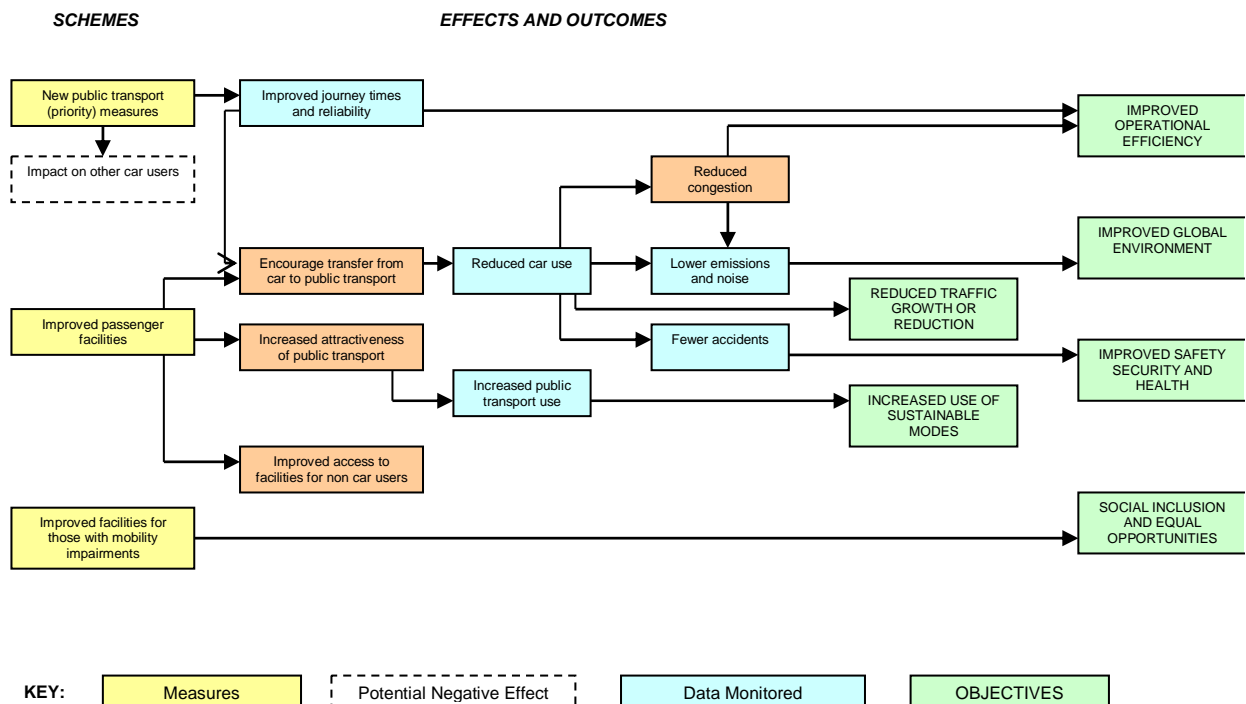 SCHEMES
EFFECTS AND OUTCOMES
New public transport
(priority) measures
Improved journey times
and reliability
IMPROVED
OPERATIONAL
EFFICIENCY
Impact on other car users
Reduced
congestion
Encourage transfer from
car to public transport
Reduced car use
Lower emissions
and noise
IMPROVED GLOBAL
ENVIRONMENT
REDUCED TRAFFIC
GROWTH OR
REDUCTION
Improved passenger
facilities
Increased attractiveness
of public transport
Fewer accidents
IMPROVED SAFETY
SECURITY AND
HEALTH
Increased public
transport use
INCREASED USE OF
SUSTAINABLE
MODES
Improved access to
facilities for non car users
Improved facilities for
those with mobility
impairments
SOCIAL INCLUSION
AND EQUAL
OPPORTUNITIES
KEY:
Measures
Potential Negative Effect
Data Monitored
OBJECTIVES